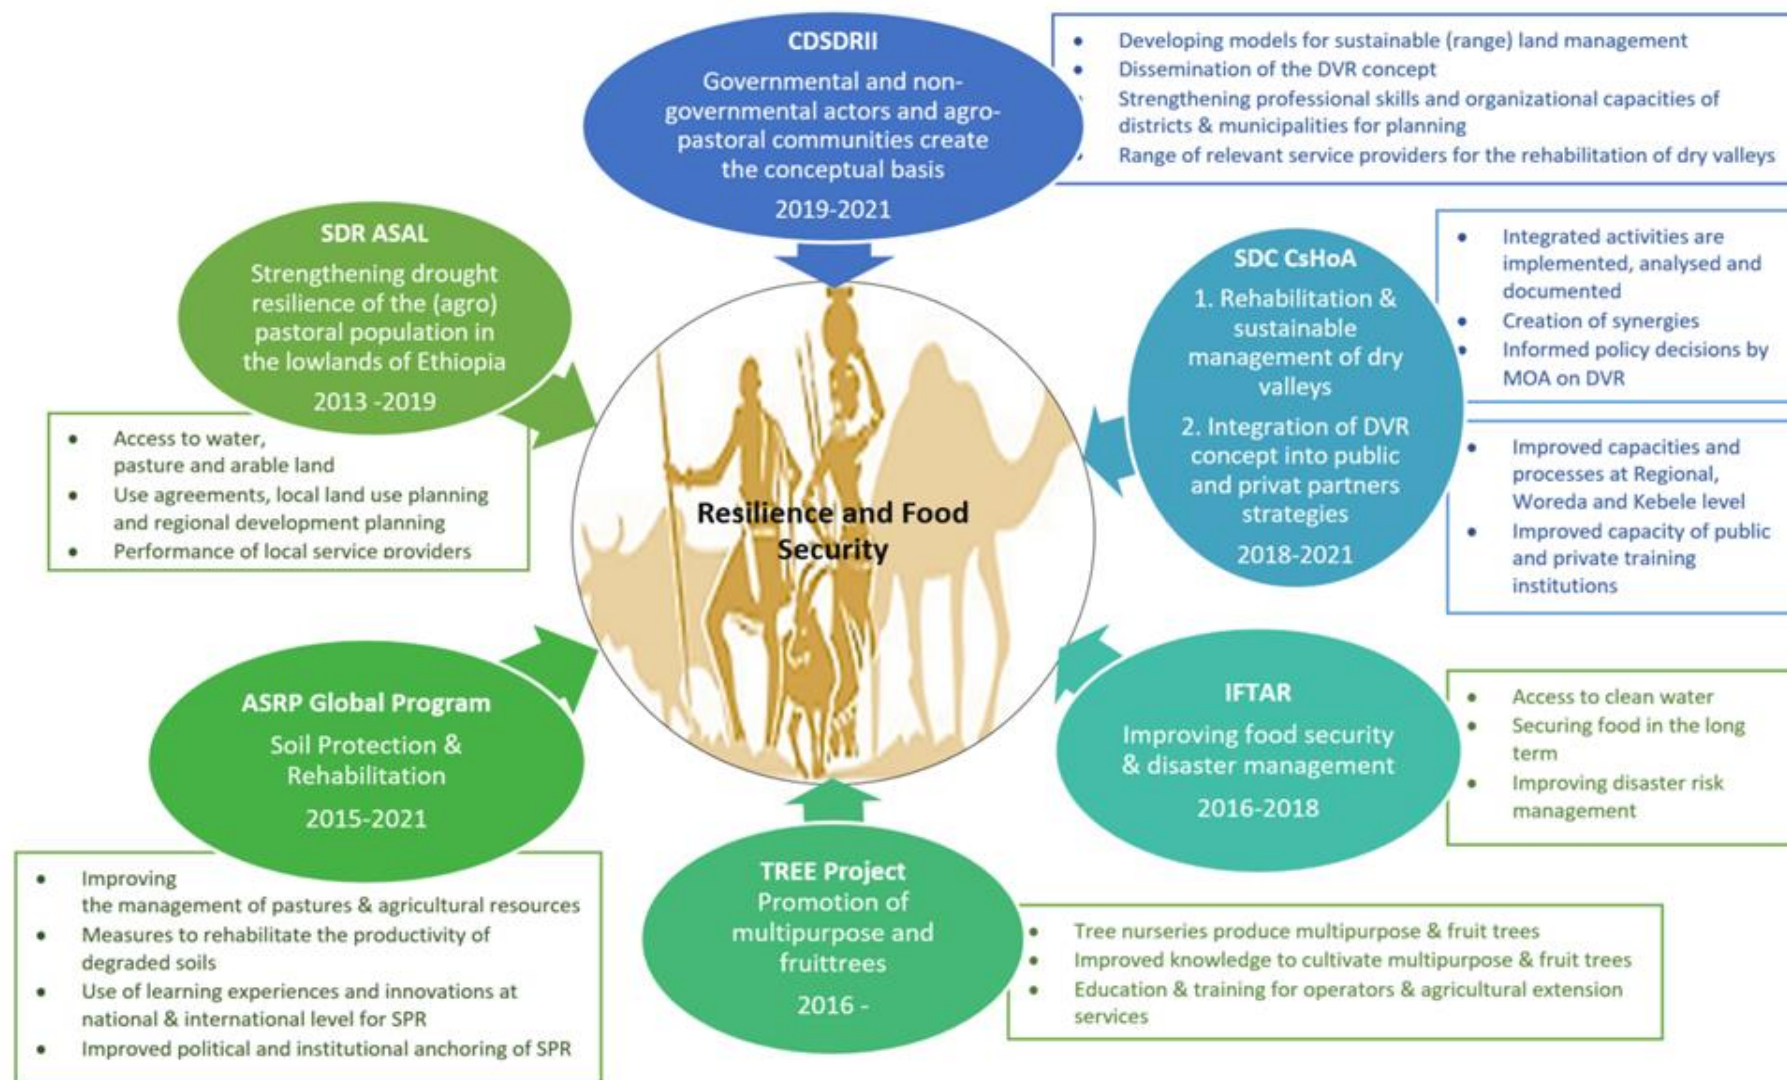 CDSDRII
Governmental and non-
governmental actors and agro-
pastoral communities create
the conceptual basis
2019-2021
• Developing models for sustainable (range) land management
• Dissemination of the DVR concept
• Strengthening professional skills and organizational capacities of
districts & municipalities for planning
• Range of relevant service providers for the rehabilitation of dry valleys
SDR ASAL
Strengthening drought
resilience of the (agro)
pastoral population in
the lowlands of Ethiopia
2013 -2019
• Access to water,
pasture and arable land
• Use agreements, local land use planning
and regional development planning
• Performance of local service providers
SDC CsHoA
1. Rehabilitation &
sustainable
management of dry
valleys
2. Integration of DVR
concept into public
and privat partners
strategies
2018-2021
• Integrated activities are
implemented, analysed and
documented
• Creation of synergies
• Informed policy decisions by
MOA on DVR
• Improved capacities and
processes at Regional,
Woreda and Kebele level
• Improved capacity of public
and private training
institutions
Resilience and Food
Security
ASRP Global Program
Soil Protection &
Rehabilitation
2015-2021
• Improving
the management of pastures & agricultural resources
• Measures to rehabilitate the productivity of
degraded soils
• Use of learning experiences and innovations at
national & international level for SPR
• Improved political and institutional anchoring of SPR
IFTAR
Improving food security
& disaster management
2016-2018
• Access to clean water
• Securing food in the long
term
• Improving disaster risk
management
TREE Project
Promotion of
multipurpose and
fruittrees
2016 -
• Tree nurseries produce multipurpose & fruit trees
• Improved knowledge to cultivate multipurpose & fruit trees
• Education & training for operators & agricultural extension
services